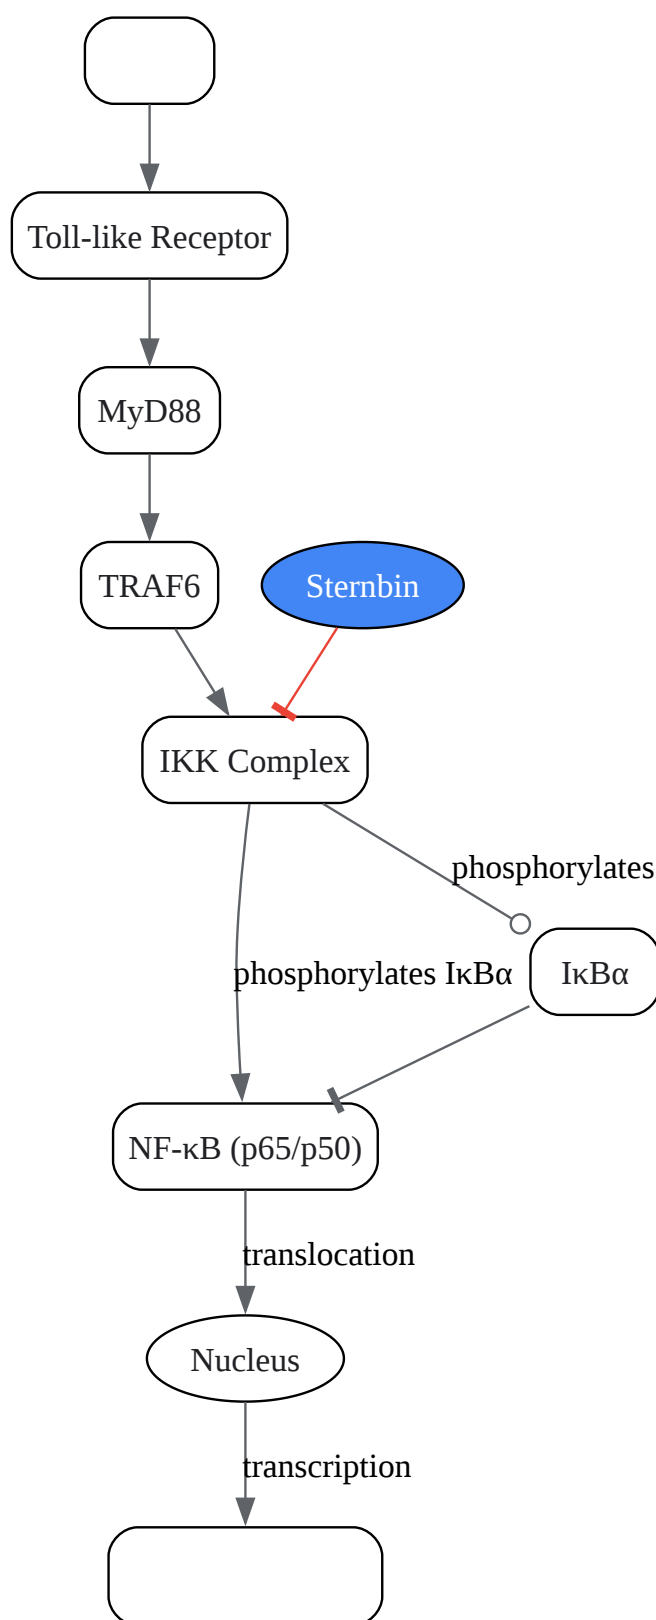 Toll-like Receptor
MyD88
TRAF6
Sternbin
IKK Complex
phosphorylates
phosphorylates IκBα
IκBα
NF-κB (p65/p50)
translocation
Nucleus
transcription